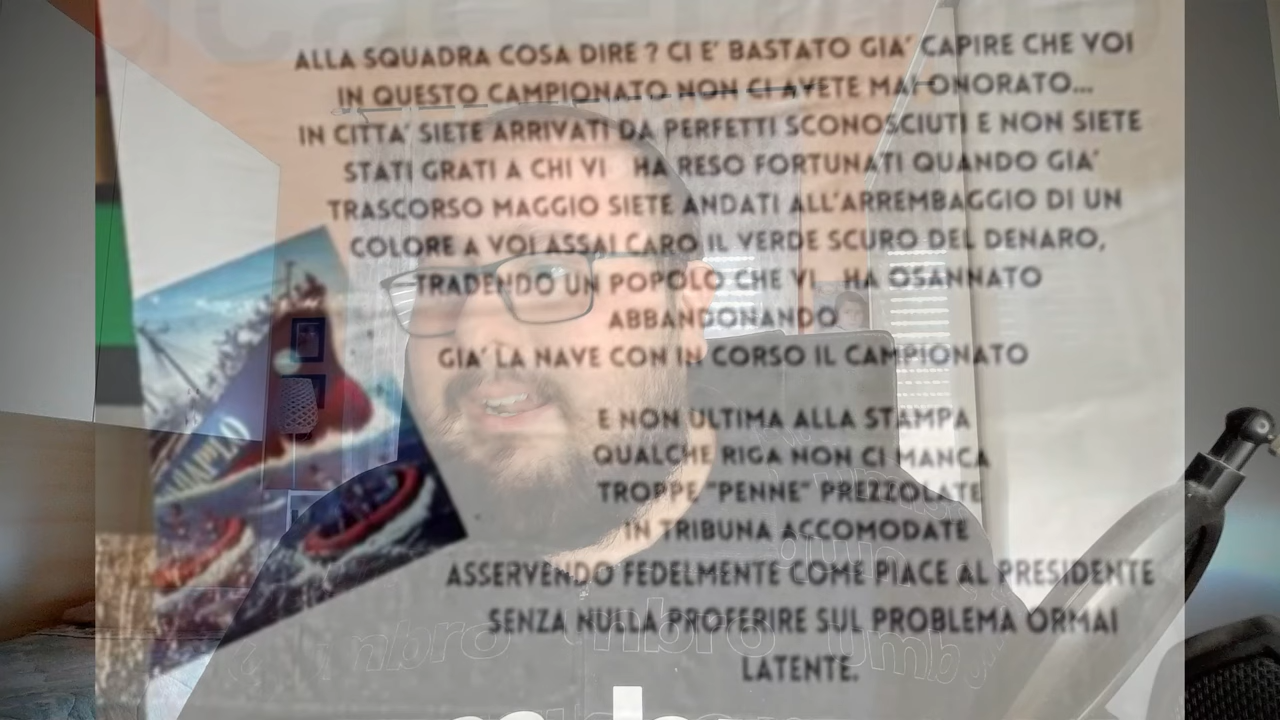 ALLA SQUADRA COSA DIRE ? CI E' BASTATO GIA' CAPIRE CHE VOI
IN QUESTO CAMPIONATO NON CI AVETE MAI ONORATO...
IN CITTA' SIETE ARRIVATI DA PERFETTI SCONOSCIUTI E NON SIETE
STATI GRATI A CHI VI HA RESO FORTUNATI QUANDO GIA'
TRASCORSO MAGGIO SIETE ANDATI ALL'ARREMBAGGIO DI UN
COLORE A VOI ASSAI CARO IL VERDE SCURO DEL DENARO,
TRADENDO UN POPOLO CHE VI HA OSANNATO
ABBANDONANDO
GIA' LA NAVE CON IN CORSO IL CAMPIONATO
E NON ULTIMA ALLA STAMPA
QUALCHE RIGA NON CI MANCA
TROPPE "PENNE" PREZZOLATE
IN TRIBUNA ACCOMODATE
ASSERVENDO FEDELMENTE COME PIACE AL PRESIDENTE
SENZA NULLA PROFERIRE SUL PROBLEMA ORMAI
LATENTE.
nbro umbro umb